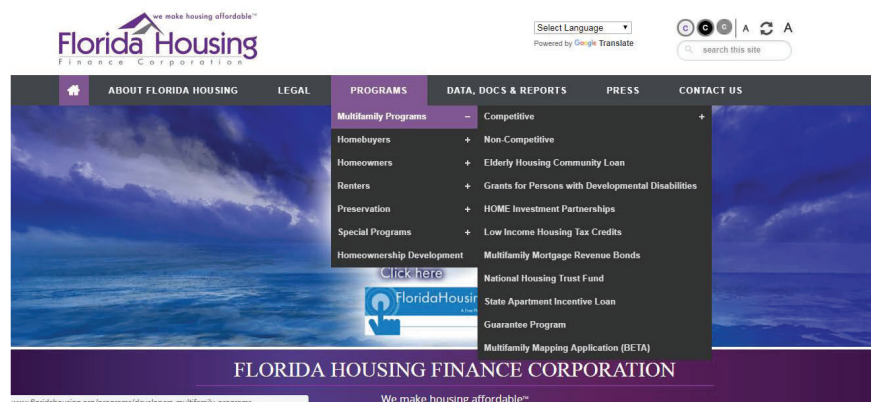 we make housing affordable™
Florida Housing
Finance Corporation
Select Language ▼
Powered by Google Translate
C C C A A
search this site
ABOUT FLORIDA HOUSING LEGAL PROGRAMS DATA, DOCS & REPORTS PRESS CONTACT US
Multifamily Programs −
Homebuyers +
Homeowners +
Renters +
Preservation +
Special Programs +
Homeownership Development
Competitive +
Non-Competitive
Elderly Housing Community Loan
Grants for Persons with Developmental Disabilities
HOME Investment Partnerships
Low Income Housing Tax Credits
Multifamily Mortgage Revenue Bonds
National Housing Trust Fund
State Apartment Incentive Loan
Guarantee Program
Multifamily Mapping Application (BETA)
Click here
FloridaHousin
FLORIDA HOUSING FINANCE CORPORATION
We make housing affordable™